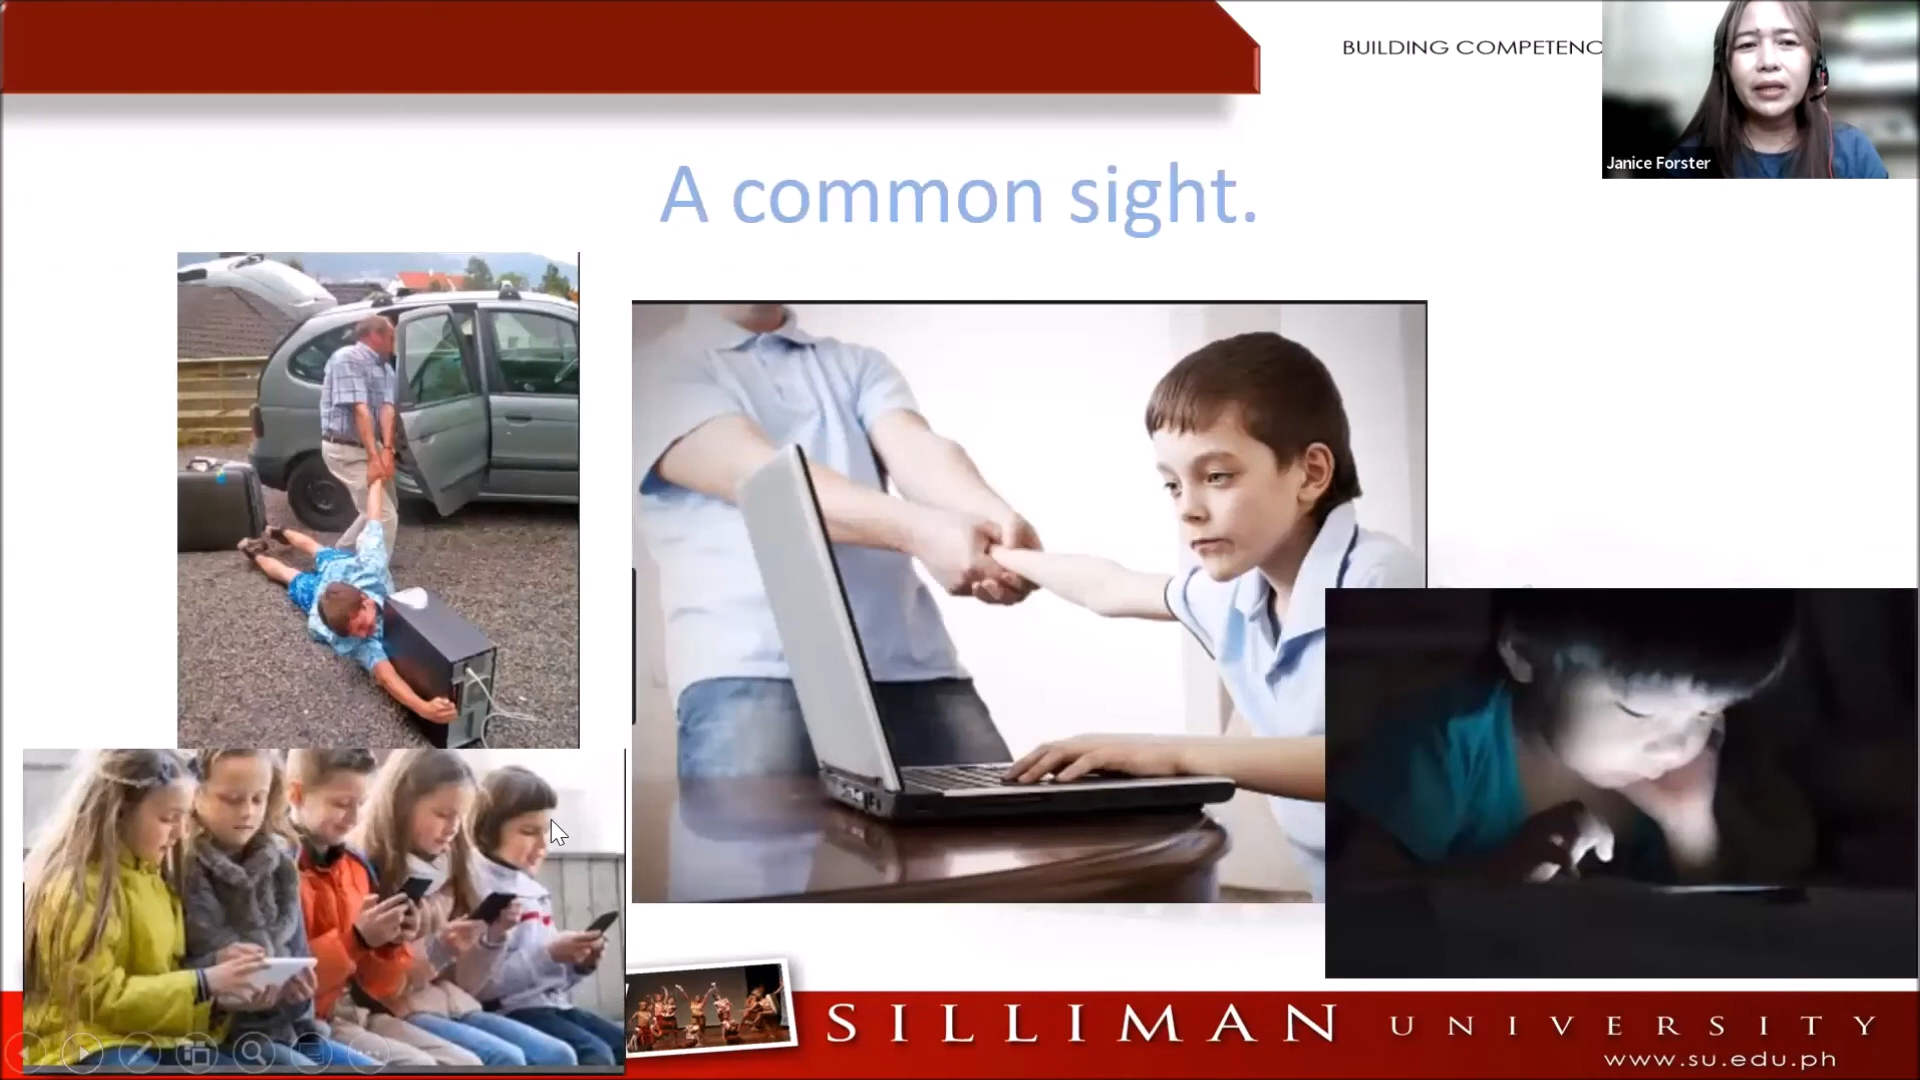 BUILDING COMPETENC
Janice Forster
A common sight.
SILLIMAN UNIVERSITY
www.su.edu.ph